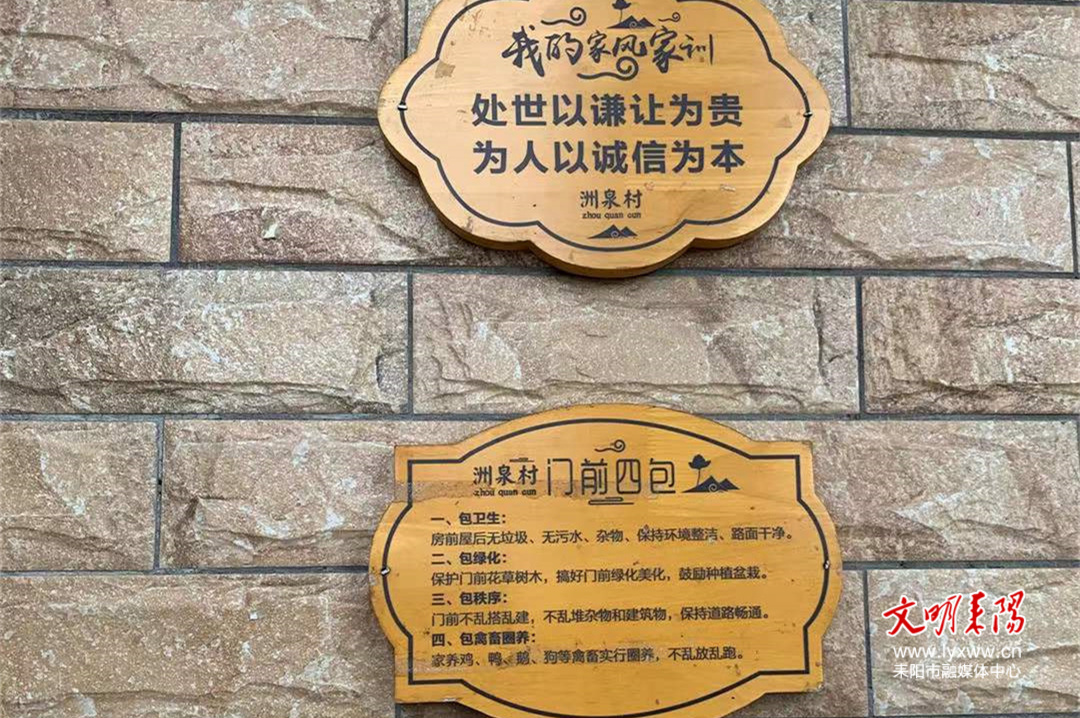 我的家风家训
处世以谦让为贵
为人以诚信为本
洲泉村
zhou quan cun
洲泉村 门前四包
zhou quan cun
一、包卫生：
房前屋后无垃圾、无污水、杂物、保持环境整洁、路面干净。
二、包绿化：
保护门前花草树木，搞好门前绿化美化，鼓励种植盆栽。
三、包秩序：
门前不乱搭乱建，不乱堆杂物和建筑物，保持道路畅通。
四、包禽畜圈养：
家养鸡、鸭、鹅、狗等禽畜实行圈养，不乱放乱跑。
文明耒阳
www.lyxww.cn
耒阳市融媒体中心